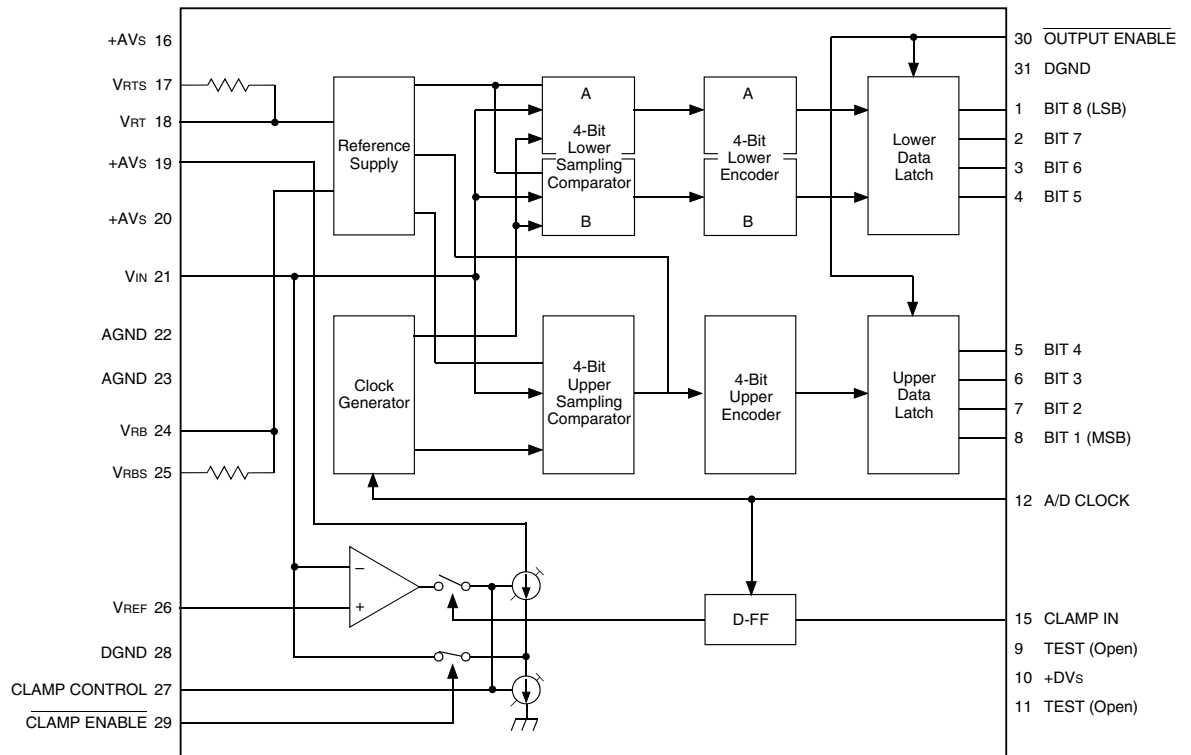 +AVS 16
VRTS 17
VRT 18
+AVS 19
+AVS 20
VIN 21
AGND 22
AGND 23
VRB 24
VRBS 25
VREF 26
DGND 28
CLAMP CONTROL 27
CLAMP ENABLE 29
Reference
Supply
A
4-Bit
Lower
Sampling
Comparator
B
A
4-Bit
Lower
Encoder
B
Lower
Data
Latch
Clock
Generator
4-Bit
Upper
Sampling
Comparator
4-Bit
Upper
Encoder
Upper
Data
Latch
–
+
D-FF
30 OUTPUT ENABLE
31 DGND
1 BIT 8 (LSB)
2 BIT 7
3 BIT 6
4 BIT 5
5 BIT 4
6 BIT 3
7 BIT 2
8 BIT 1 (MSB)
12 A/D CLOCK
15 CLAMP IN
9 TEST (Open)
10 +DVS
11 TEST (Open)